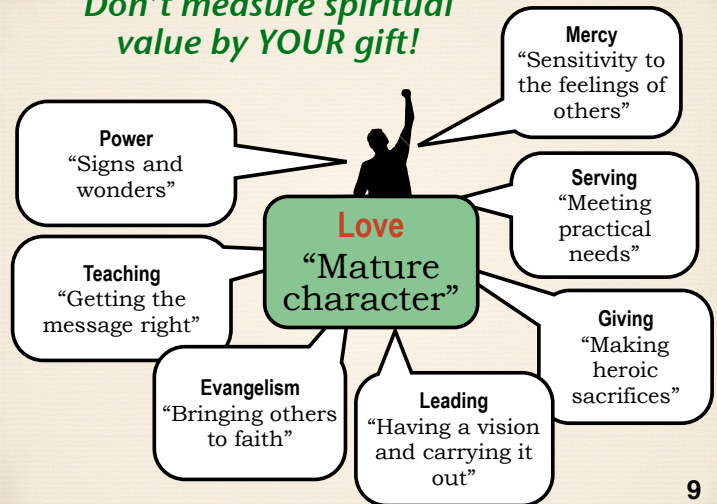 Don't measure spiritual
value by YOUR gift!
Mercy
“Sensitivity to
the feelings of
others”
Power
“Signs and
wonders”
Serving
“Meeting
practical
needs”
Love
“Mature
character”
Teaching
“Getting the
message right”
Giving
“Making
heroic
sacrifices”
Evangelism
“Bringing others
to faith”
Leading
“Having a vision
and carrying it
out”
9